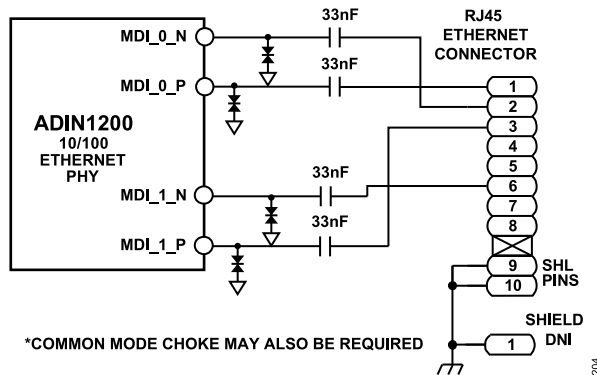 33nF
RJ45
ETHERNET
CONNECTOR
MDI_0_N
33nF
MDI_0_P
1
2
ADIN1200
10/100
ETHERNET
PHY
3
4
5
33nF
6
MDI_1_N
7
33nF
8
MDI_1_P
9
SHL
PINS
10
SHIELD
DNI
1
*COMMON MODE CHOKE MAY ALSO BE REQUIRED
204